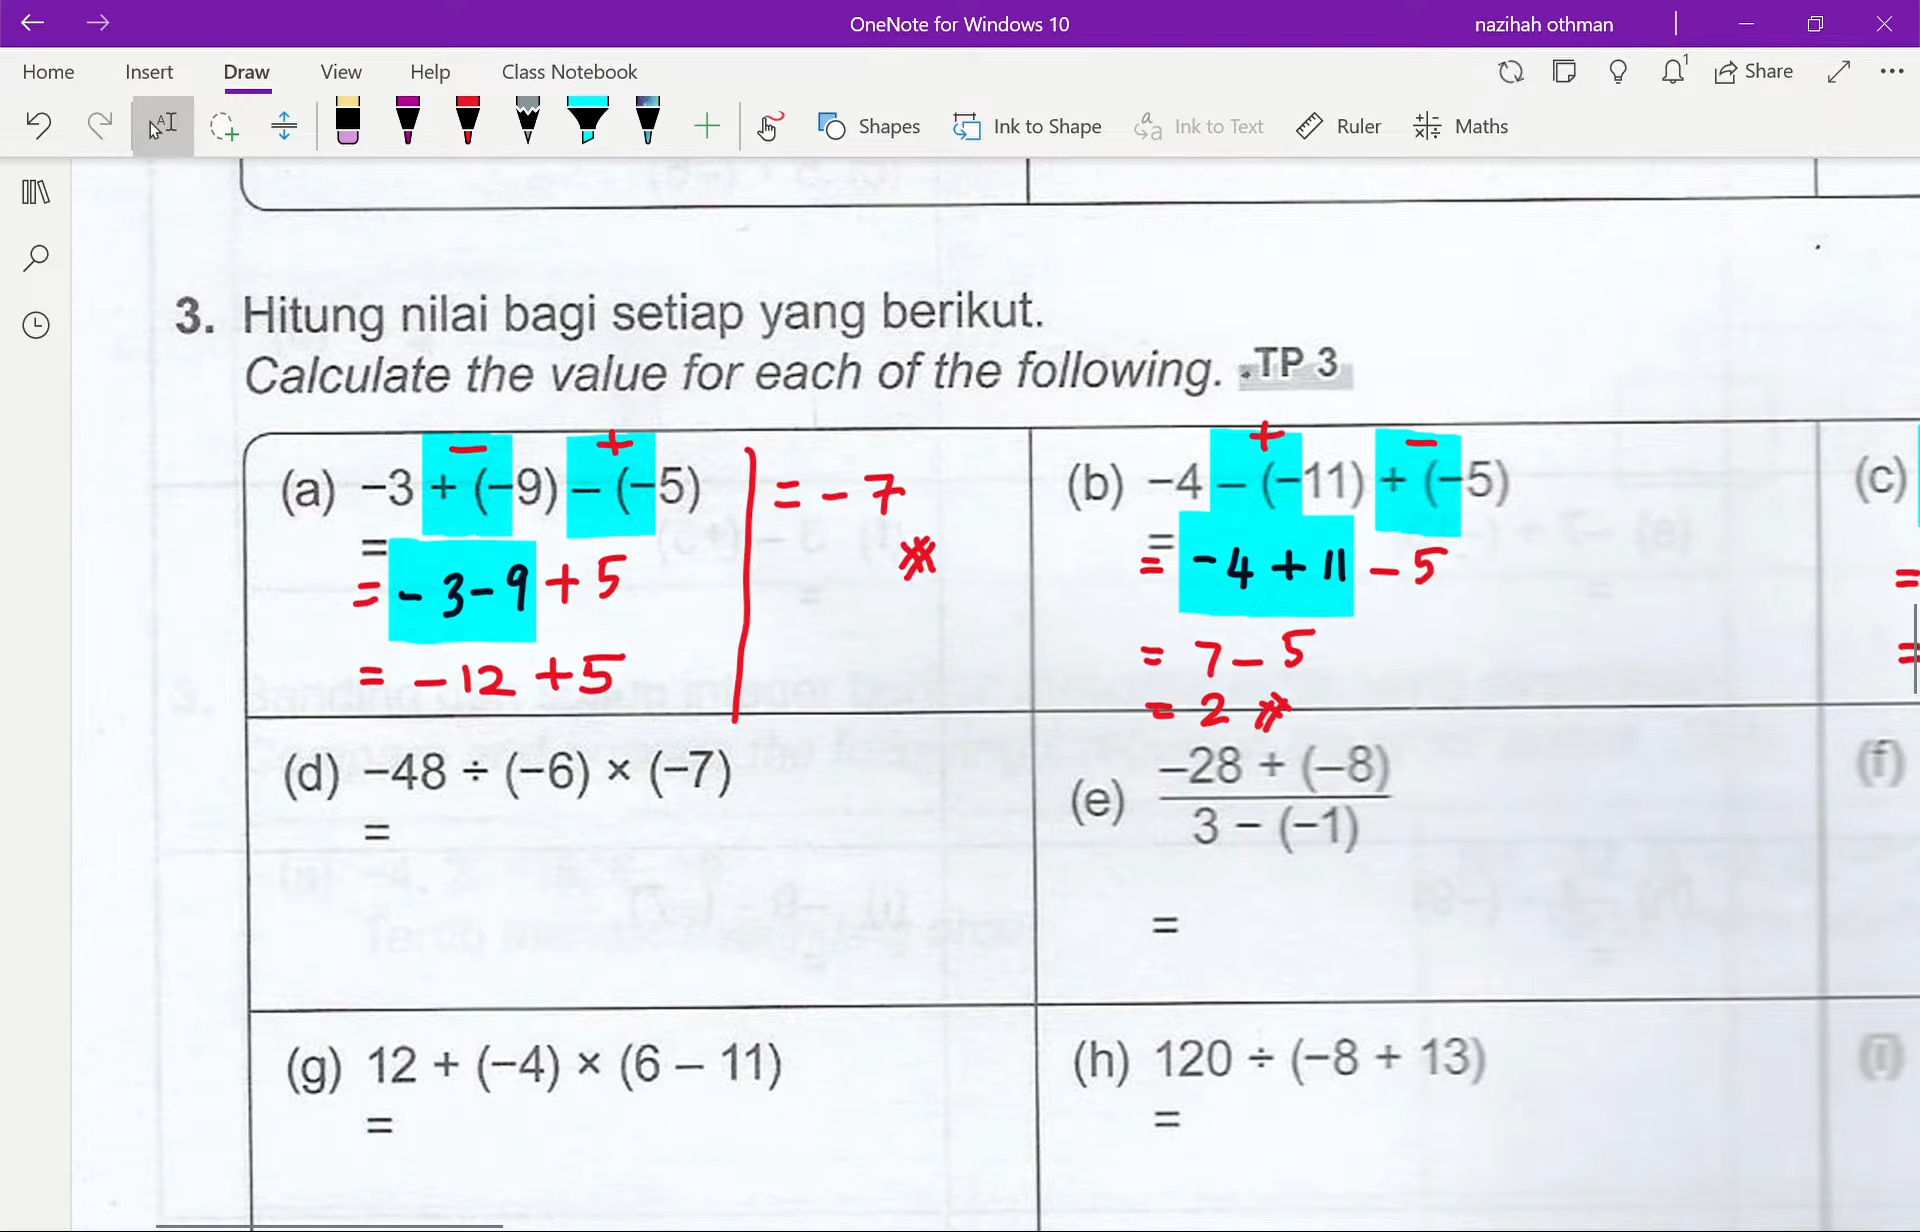 OneNote for Windows 10
nazihah othman
Home Insert Draw View Help Class Notebook
1 Share
Shapes Ink to Shape Ink to Text Ruler Maths
3. Hitung nilai bagi setiap yang berikut.
Calculate the value for each of the following. TP 3
− +
(a) −3 + (−9) − (−5)
=
= -3-9 +5
= -12 +5
= -7
+ −
(b) −4 − (−11) + (−5)
=
= -4+11 -5
= 7-5
= 2
(c)
=
=
(d) −48 ÷ (−6) × (−7)
=
(e) −28 + (−8)
3 − (−1)
=
(f)
(g) 12 + (−4) × (6 − 11)
=
(h) 120 ÷ (−8 + 13)
=
(i)